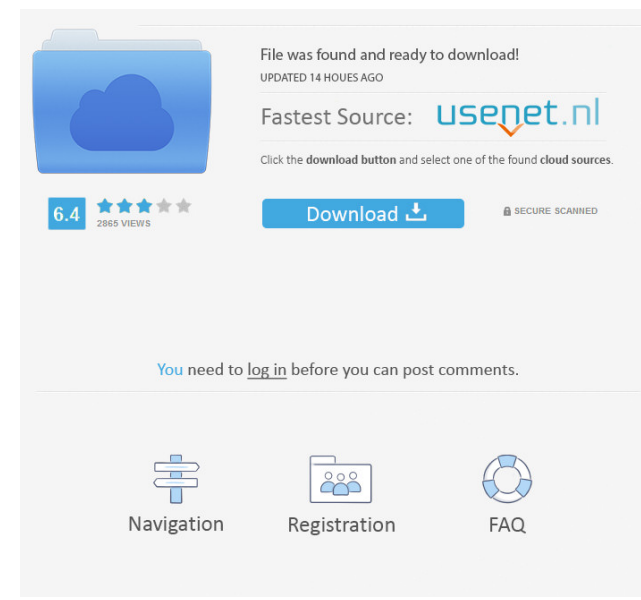 File was found and ready to download!
UPDATED 14 HOUES AGO
Fastest Source: usenet.nl
Click the download button and select one of the found cloud sources.
6.4
2865 VIEWS
Download
SECURE SCANNED
You need to log in before you can post comments.
Navigation
Registration
FAQ